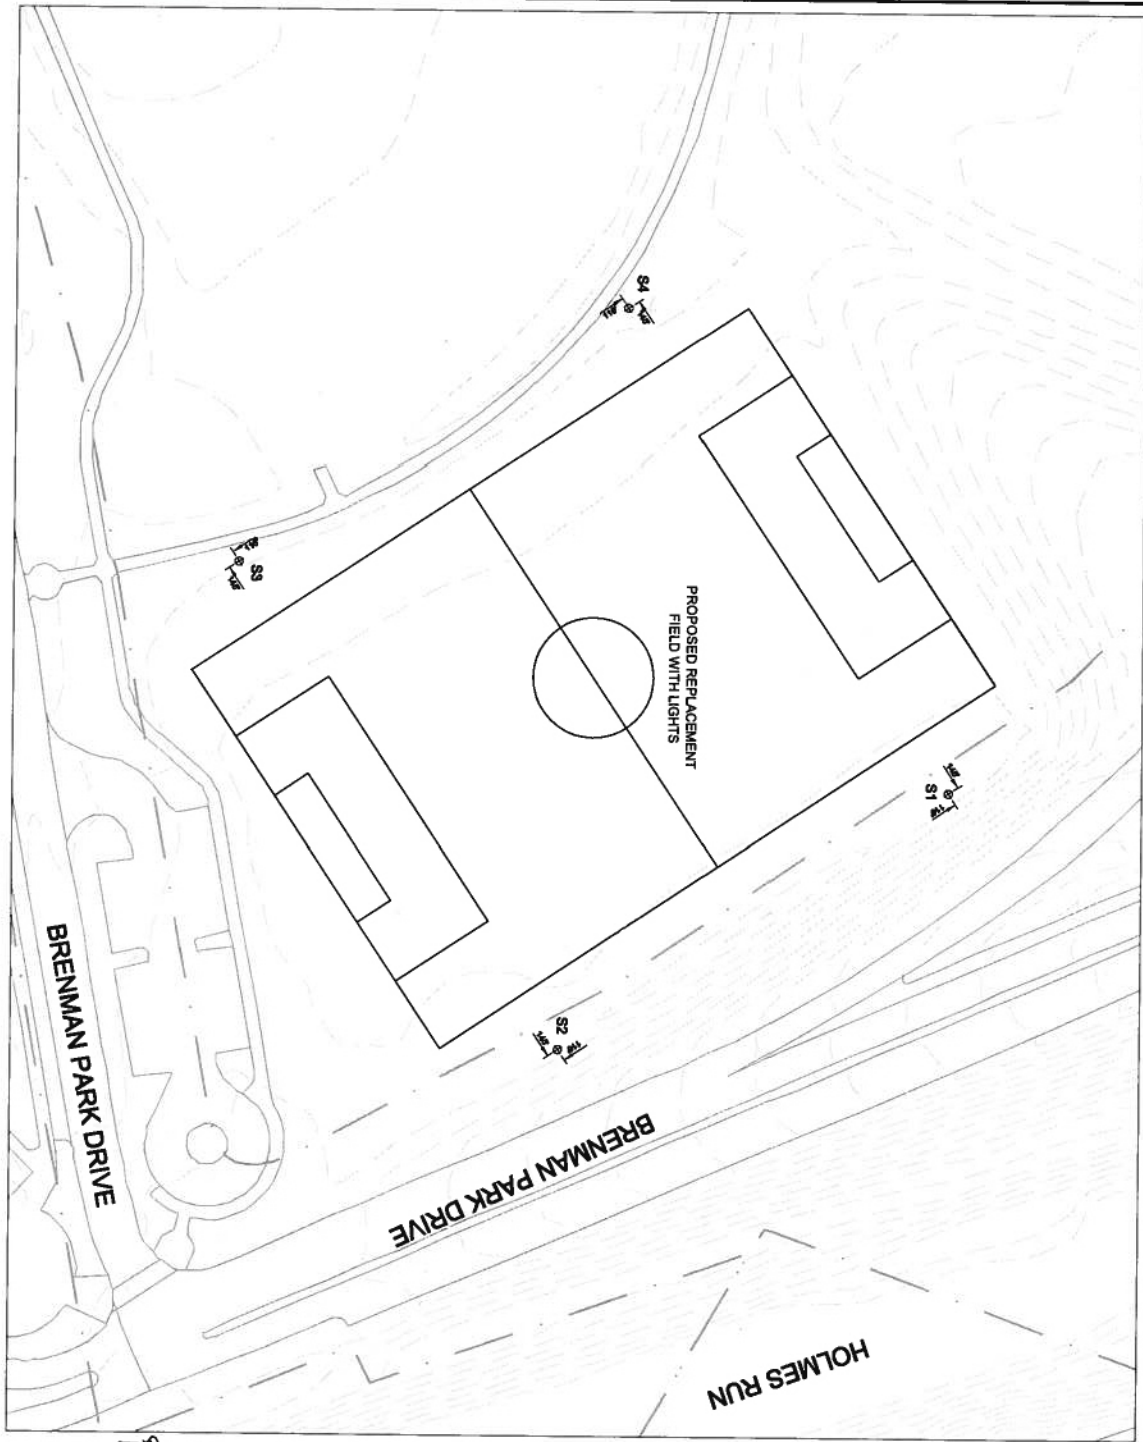 S4
S3
PROPOSED REPLACEMENT
FIELD WITH LIGHTS
S1
S2
BRENMAN PARK DRIVE
BRENMAN PARK DRIVE
HOLMES RUN